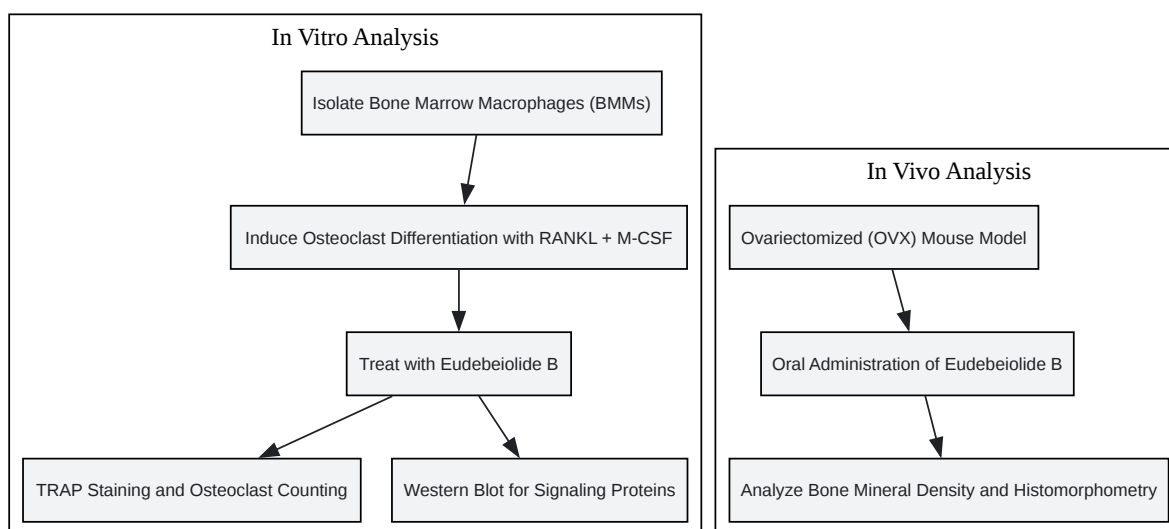 In Vitro Analysis
Isolate Bone Marrow Macrophages (BMMs)
Induce Osteoclast Differentiation with RANKL + M-CSF
Treat with Eudebeiolide B
TRAP Staining and Osteoclast Counting
Western Blot for Signaling Proteins
In Vivo Analysis
Ovariectomized (OVX) Mouse Model
Oral Administration of Eudebeiolide B
Analyze Bone Mineral Density and Histomorphometry